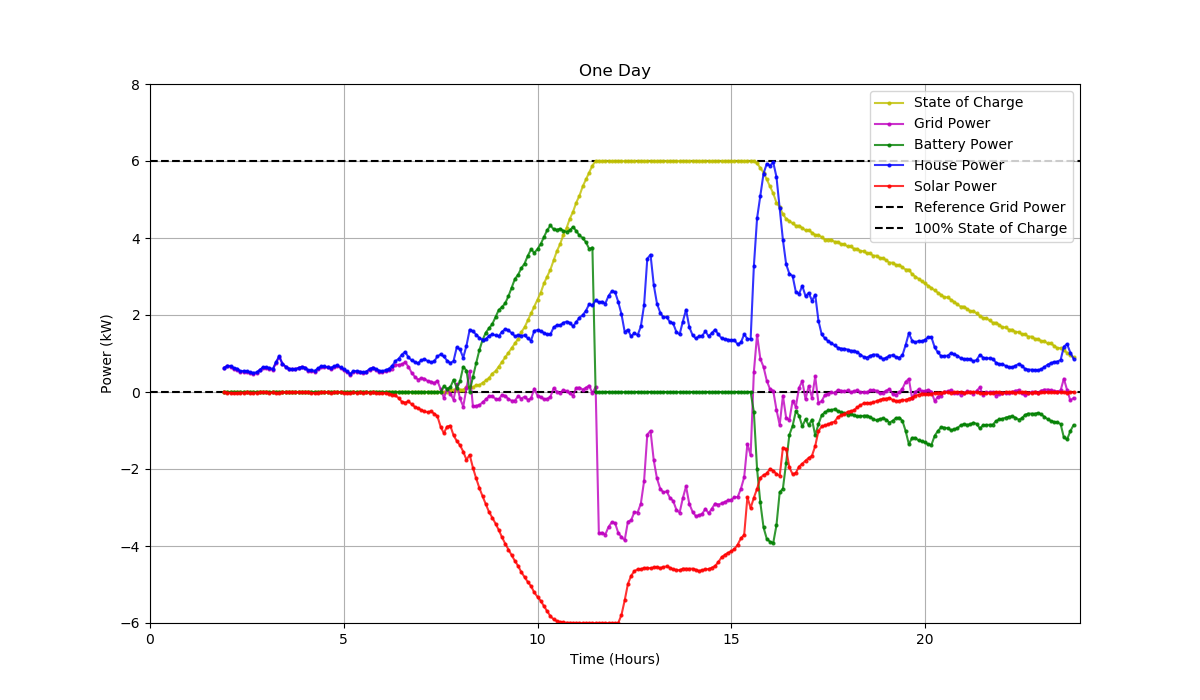 One Day
8
6
4
2
0
−2
−4
−6
Power (kW)
0
5
10
15
20
Time (Hours)
State of Charge
Grid Power
Battery Power
House Power
Solar Power
Reference Grid Power
100% State of Charge